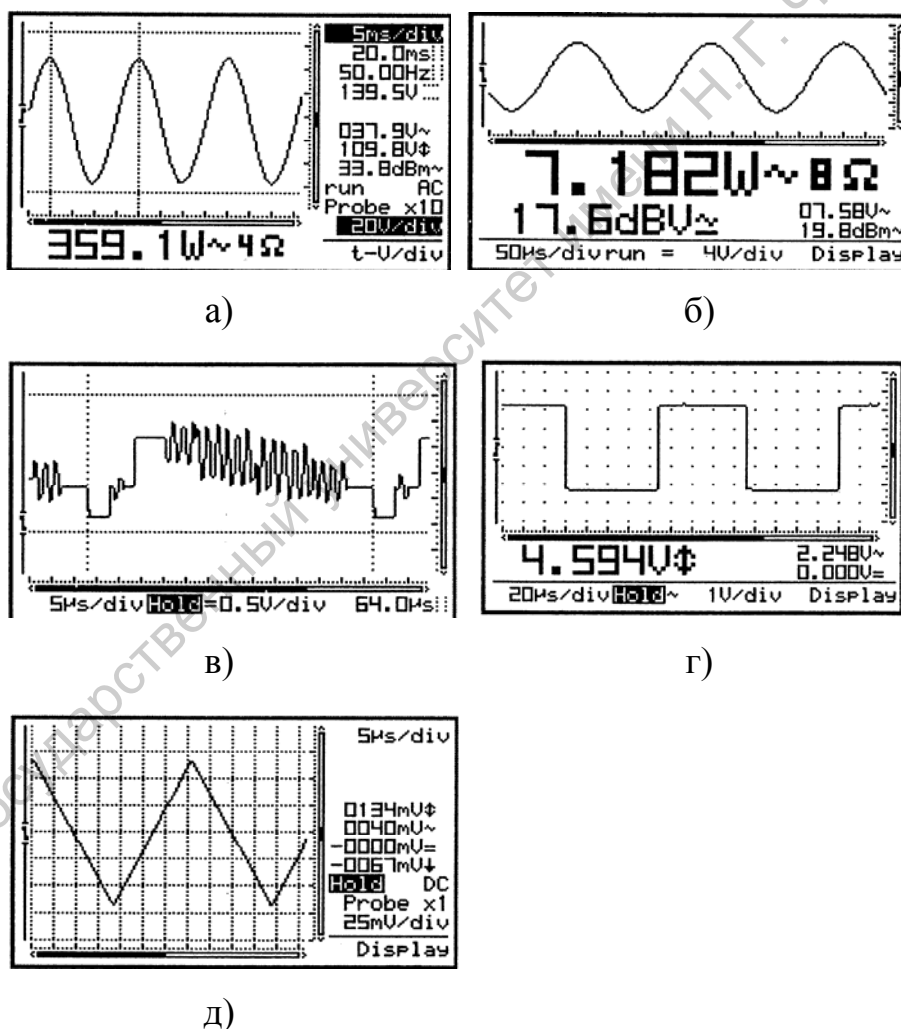 5ms/div
20.0ms
50.00Hz
139.5V
037.9V~
109.8V↕
33.8dBm~
run AC
Probe x10
20V/div
359.1W~4Ω
t-V/div
а)
7.182W~8Ω
17.6dBV≃
07.58V~
19.8dBm~
50µs/div run = 4V/div Display
б)
5µs/div Hold =0.5V/div 64.0µs
в)
4.594V↕
2.248V~
0.000V=
20µs/div Hold ~ 1V/div Display
г)
5µs/div
0134mV↕
0040mV~
-0000mV=
-0067mV↓
Hold DC
Probe x1
25mV/div
Display
д)
государственный университет имени Н. Г.